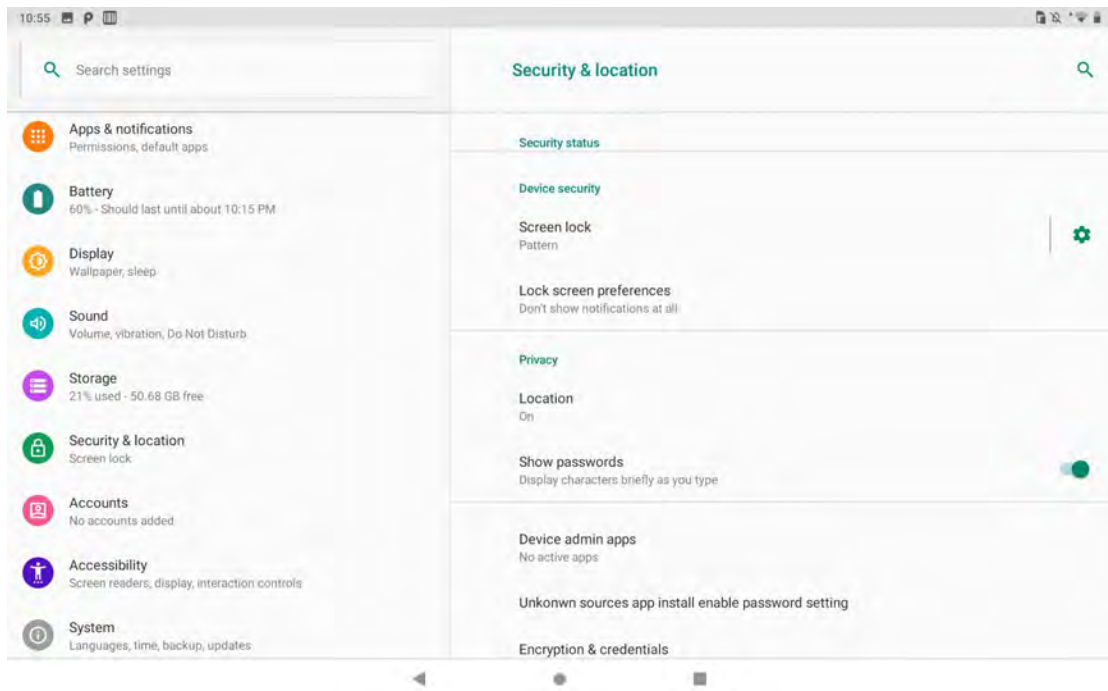 10:55
Search settings
Apps & notifications
Permissions, default apps
Battery
60% - Should last until about 10:15 PM
Display
Wallpaper, sleep
Sound
Volume, vibration, Do Not Disturb
Storage
21% used - 50.68 GB free
Security & location
Screen lock
Accounts
No accounts added
Accessibility
Screen readers, display, interaction controls
System
Languages, time, backup, updates
Security & location
Security status
Device security
Screen lock
Pattern
Lock screen preferences
Don't show notifications at all
Privacy
Location
On
Show passwords
Display characters briefly as you type
Device admin apps
No active apps
Unkonwn sources app install enable password setting
Encryption & credentials